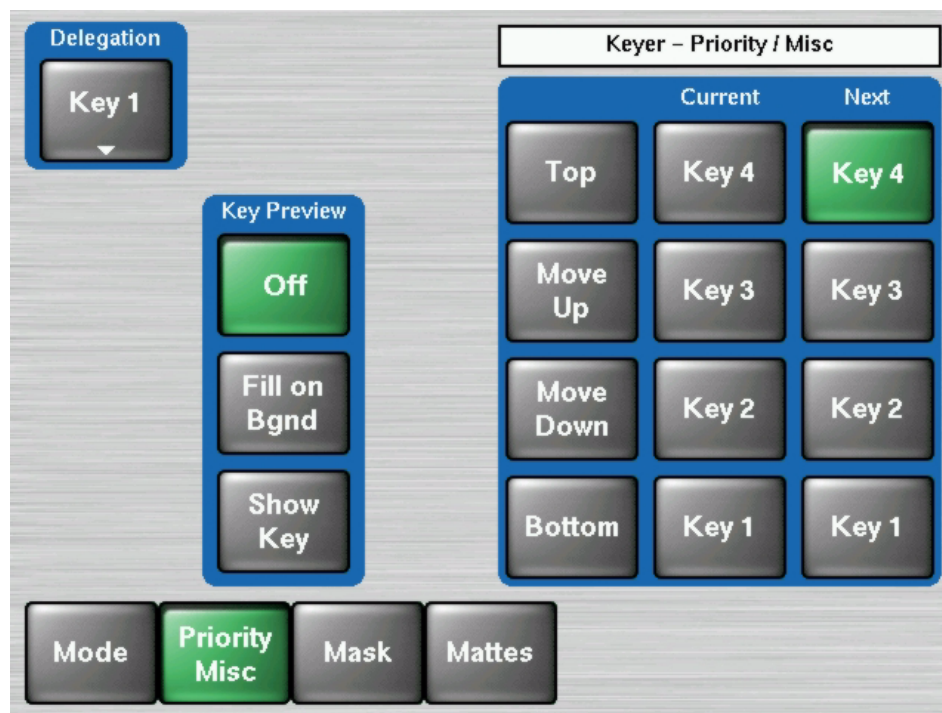 Delegation
Key 1
Keyer – Priority / Misc
Current Next
Top Key 4 Key 4
Key Preview
Off
Move
Up
Key 3 Key 3
Fill on
Bgnd
Move
Down
Key 2 Key 2
Show
Key
Bottom Key 1 Key 1
Mode
Priority
Misc
Mask
Mattes